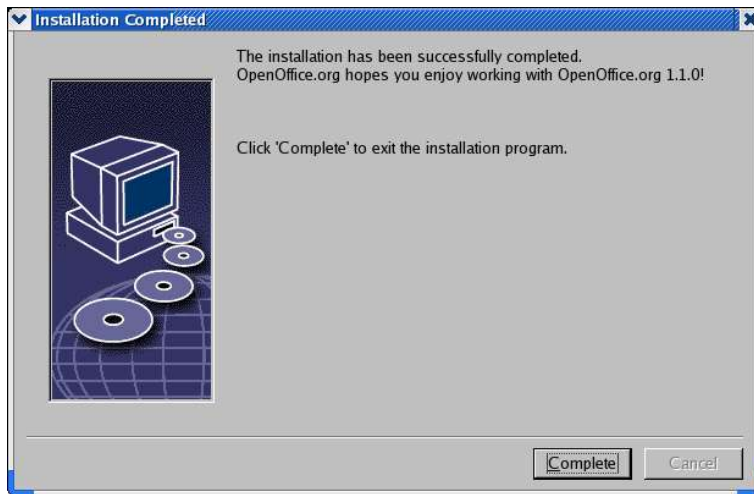 Installation Completed
The installation has been successfully completed.
OpenOffice.org hopes you enjoy working with OpenOffice.org 1.1.0!
Click 'Complete' to exit the installation program.
Complete Cancel